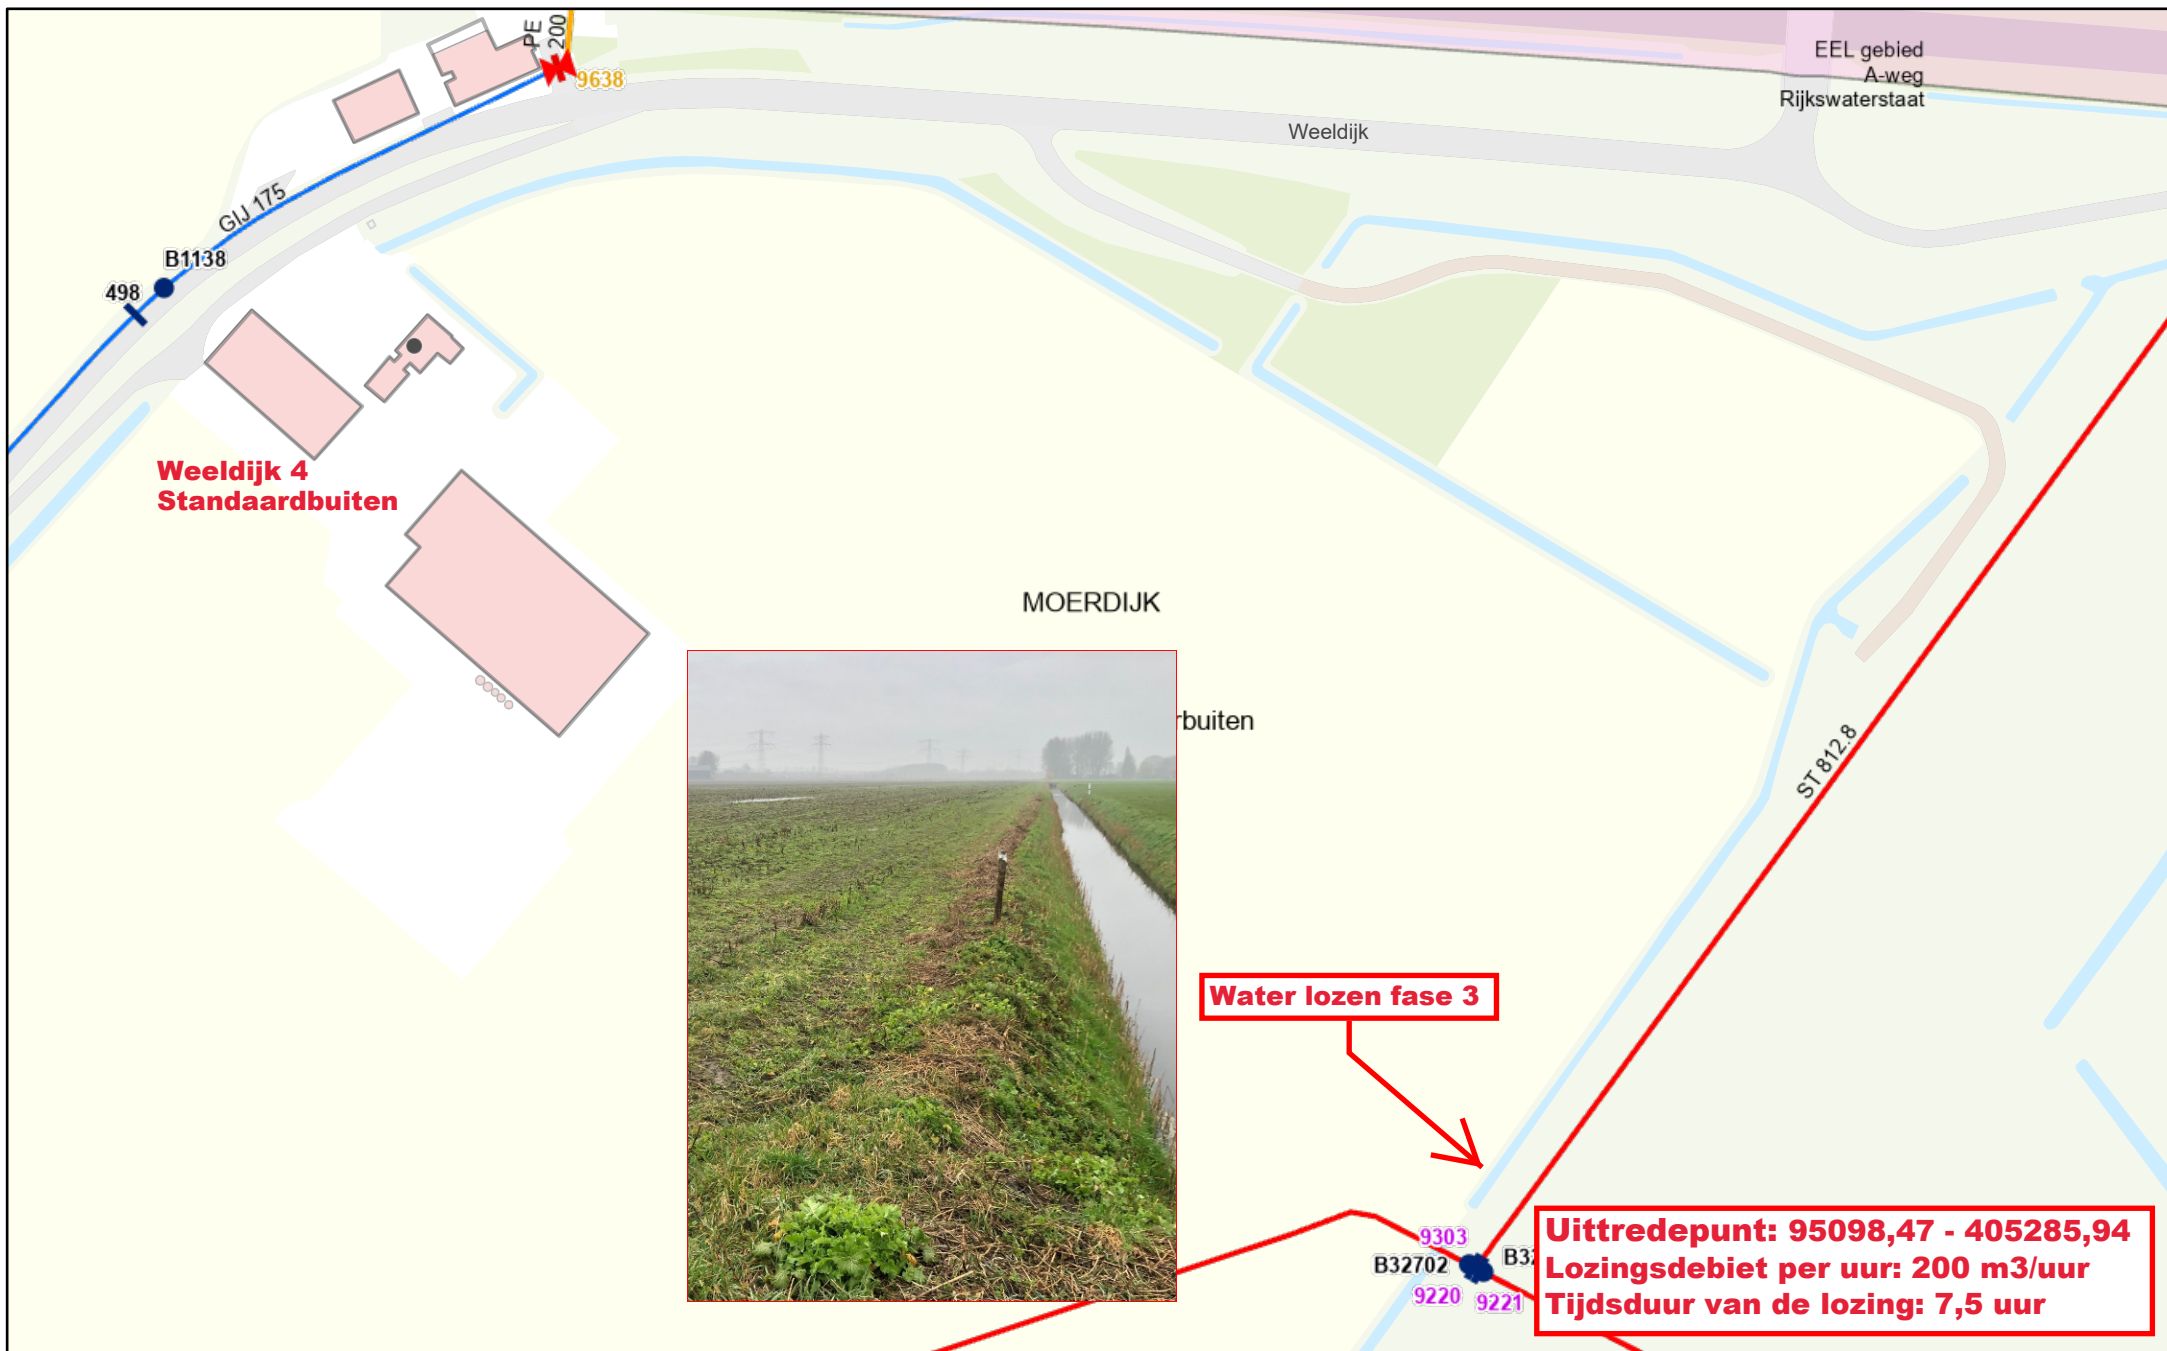 PE
200
9638
EEL gebied
A-weg
Rijkswaterstaat
Weeldijk
GIJ 175
B1138
498
Weeldijk 4
Standaardbuiten
MOERDIJK
rbuiten
ST 812.8
Water lozen fase 3
9303
B32702
B32
9220
9221
Uittredepunt: 95098,47 - 405285,94
Lozingsdebiet per uur: 200 m3/uur
Tijdsduur van de lozing: 7,5 uur